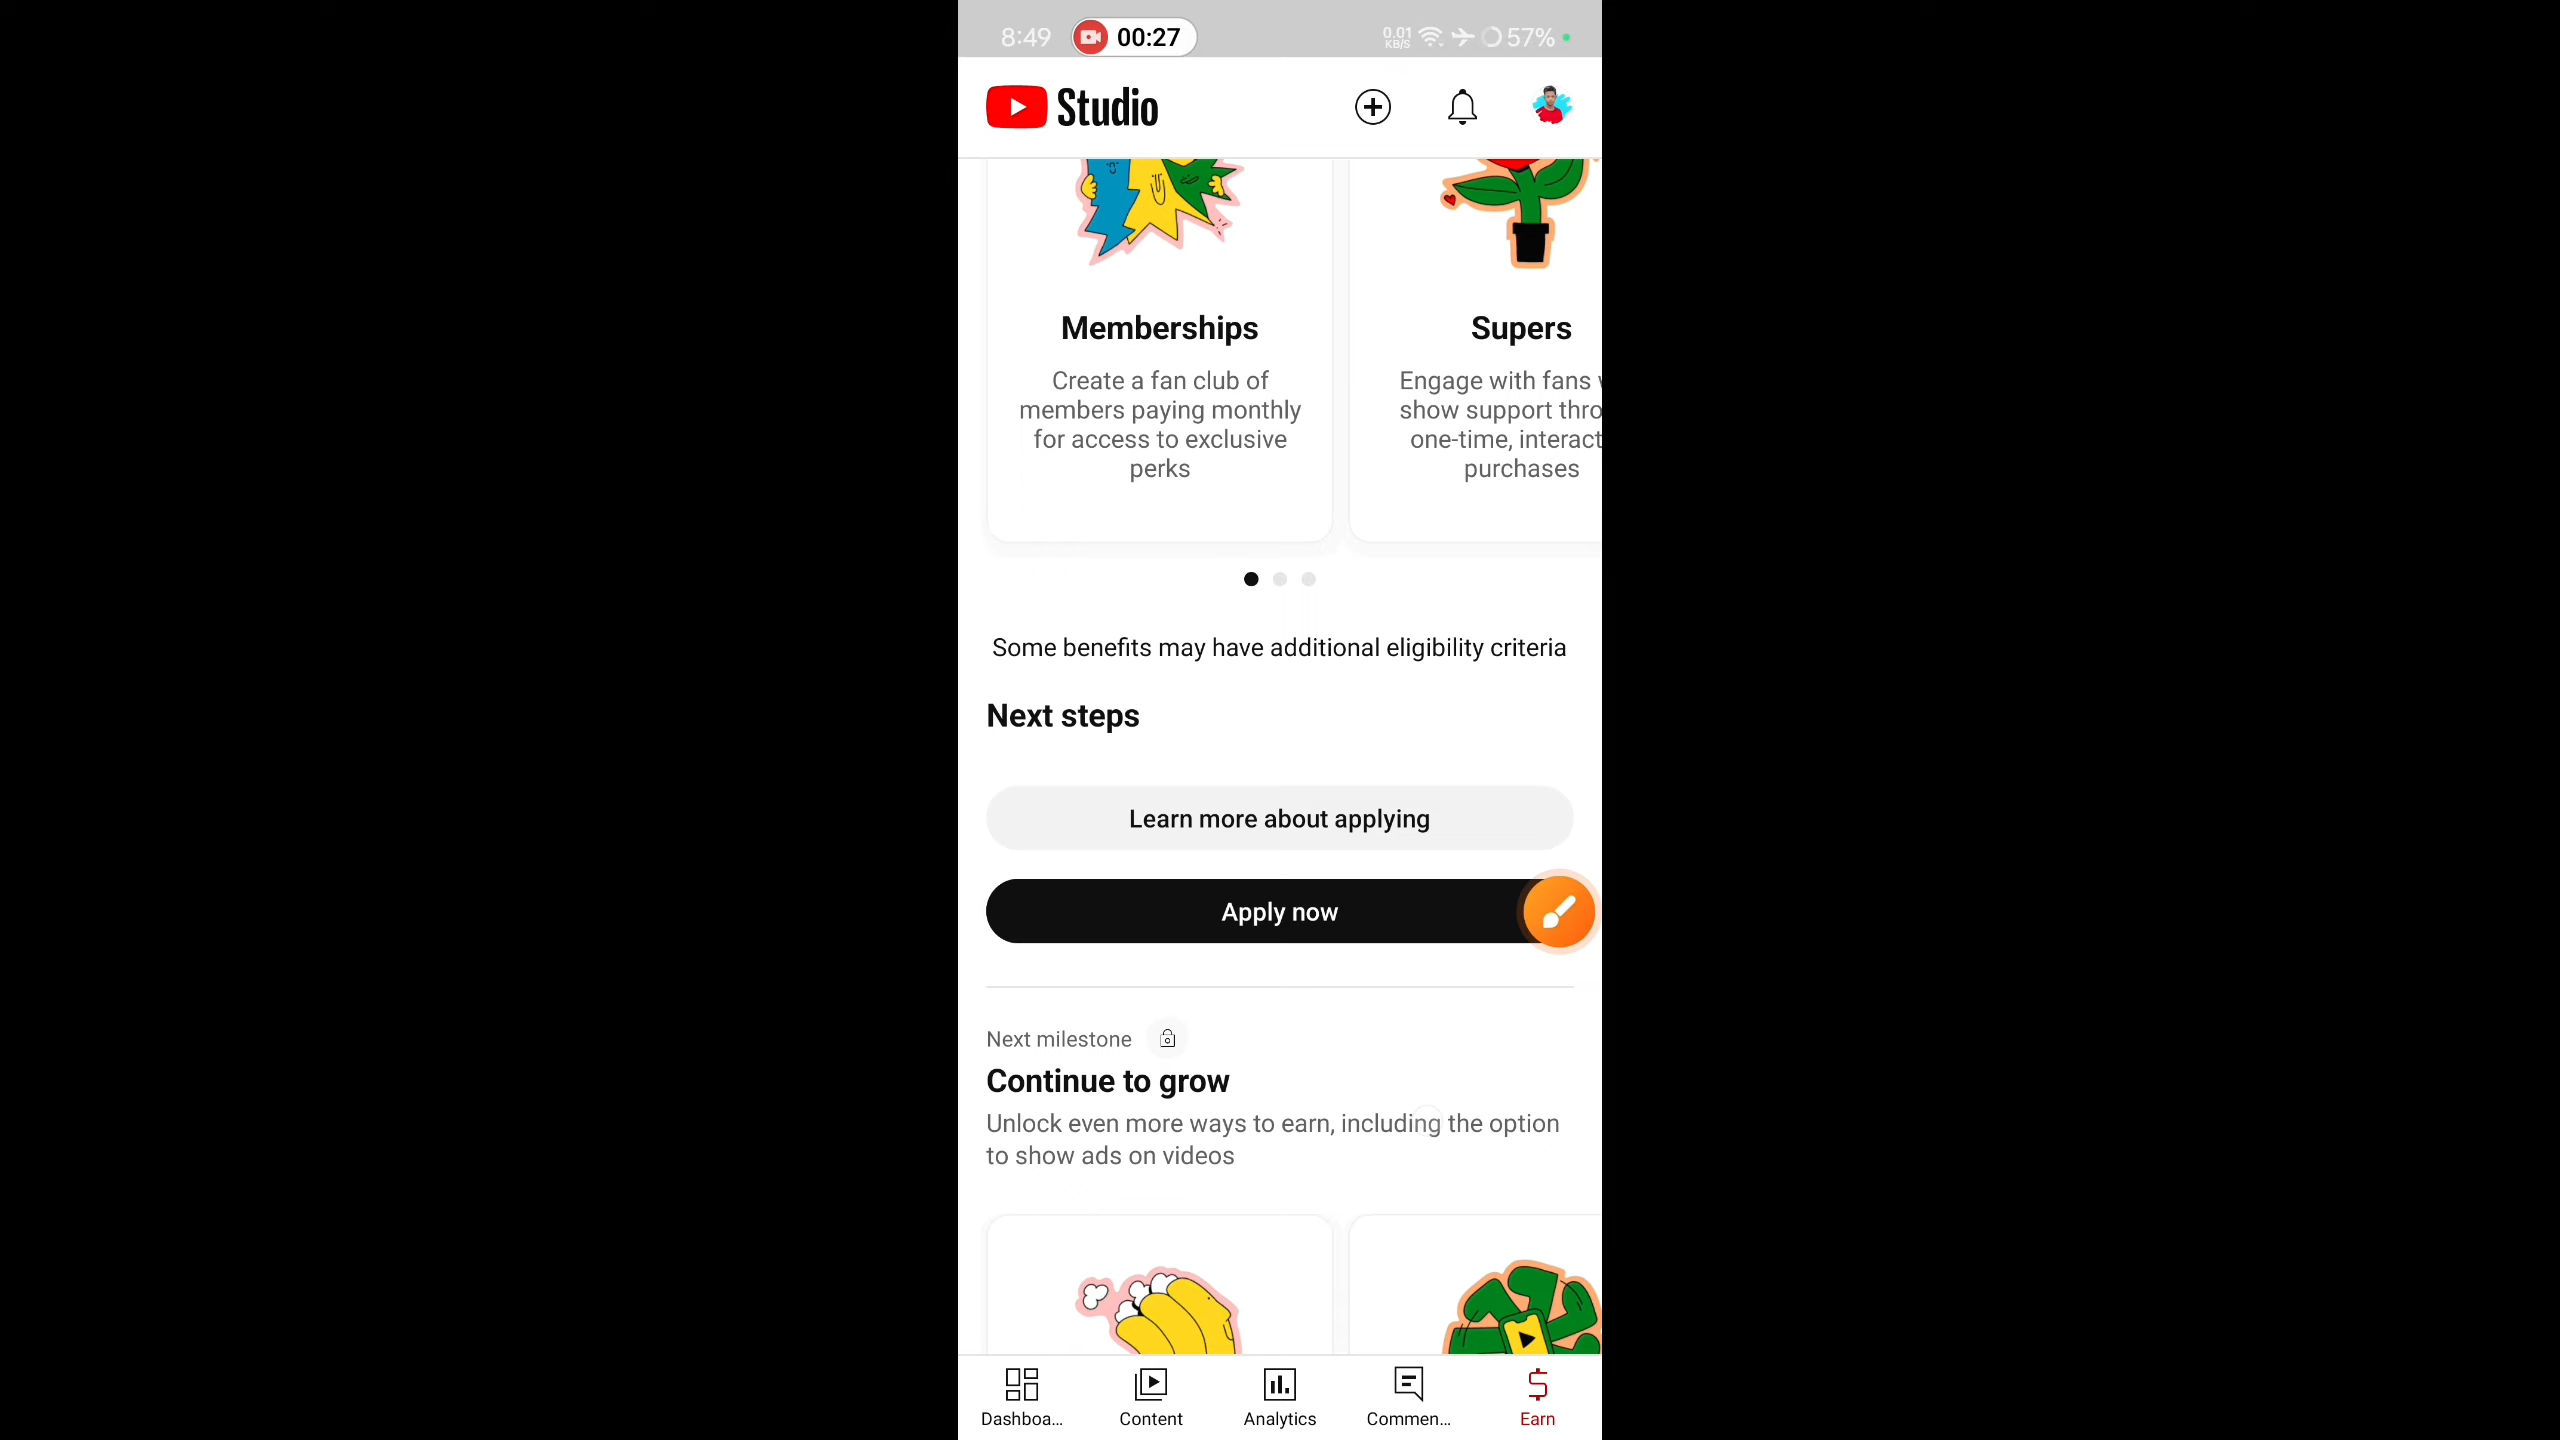 8:49 00:27 0.01 KB/S 57%
Studio
Memberships
Create a fan club of
members paying monthly
for access to exclusive
perks
Supers
Engage with fans
show support thro
one-time, interact
purchases
Some benefits may have additional eligibility criteria
Next steps
Learn more about applying
Apply now
Next milestone
Continue to grow
Unlock even more ways to earn, including the option
to show ads on videos
Dashboa... Content Analytics Commen... Earn